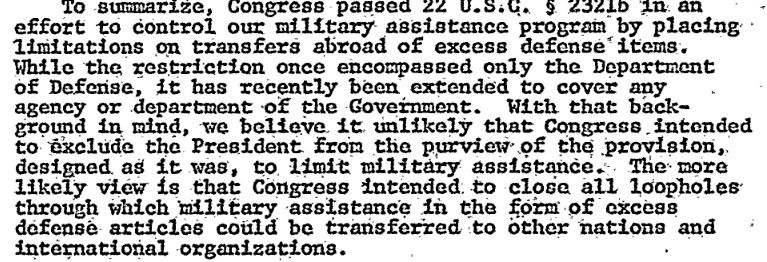 To summarize, Congress passed 22 U.S.C. § 2321b in an
effort to control our military assistance program by placing
limitations on transfers abroad of excess defense items.
While the restriction once encompassed only the Department
of Defense, it has recently been extended to cover any
agency or department of the Government. With that back-
ground in mind, we believe it unlikely that Congress intended
to exclude the President from the purview of the provision,
designed as it was, to limit military assistance. The more
likely view is that Congress intended to close all loopholes
through which military assistance in the form of excess
defense articles could be transferred to other nations and
international organizations.